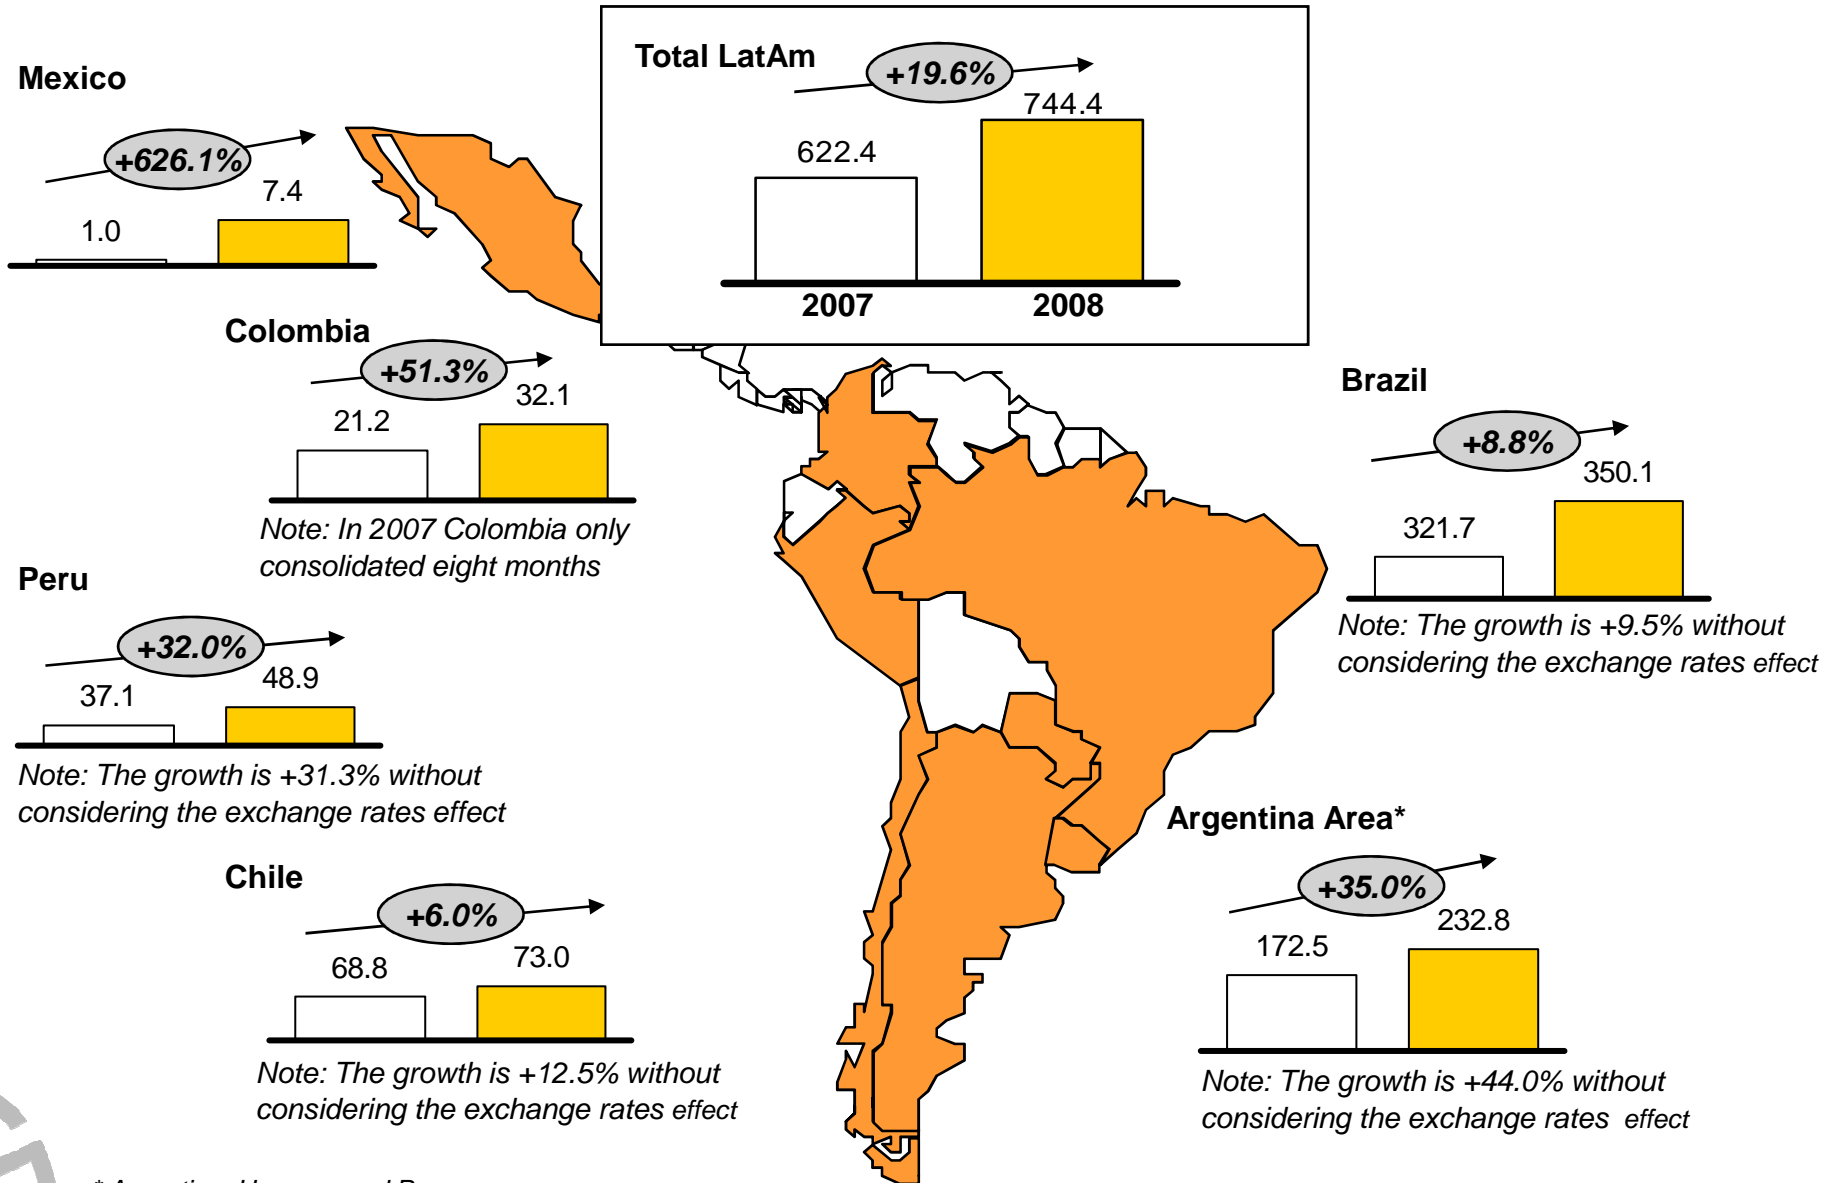 Total LatAm
+19.6%
744.4
622.4
2007 2008
Mexico
+626.1%
7.4
1.0
Colombia
+51.3%
32.1
21.2
Note: In 2007 Colombia only
consolidated eight months
Brazil
+8.8%
350.1
321.7
Note: The growth is +9.5% without
considering the exchange rates effect
Peru
+32.0%
48.9
37.1
Note: The growth is +31.3% without
considering the exchange rates effect
Argentina Area*
+35.0%
232.8
172.5
Note: The growth is +44.0% without
considering the exchange rates effect
Chile
+6.0%
73.0
68.8
Note: The growth is +12.5% without
considering the exchange rates effect